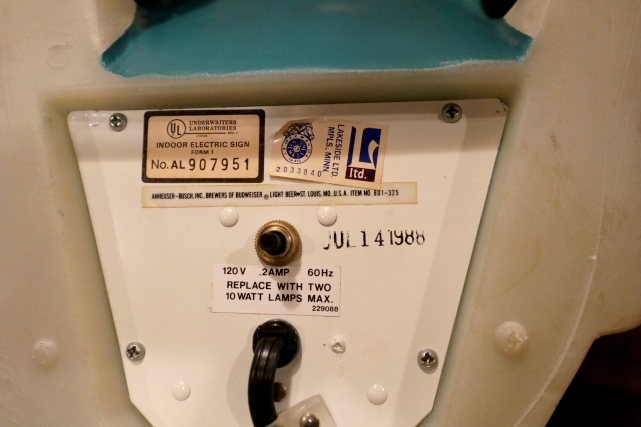 UNDERWRITERS
LABORATORIES
UL
INDOOR ELECTRIC SIGN
FORM 1
No. AL 907951
2033840
LAKESIDE LTD.
MPLS, MINN.
ltd.
ANHEUSER-BUSCH, INC., BREWERS OF BUDWEISER ® LIGHT BEER•ST. LOUIS, MO., U.S.A. ITEM NO. 601-325
JUL 14 1988
120V .2AMP 60Hz
REPLACE WITH TWO
10 WATT LAMPS MAX.
229088